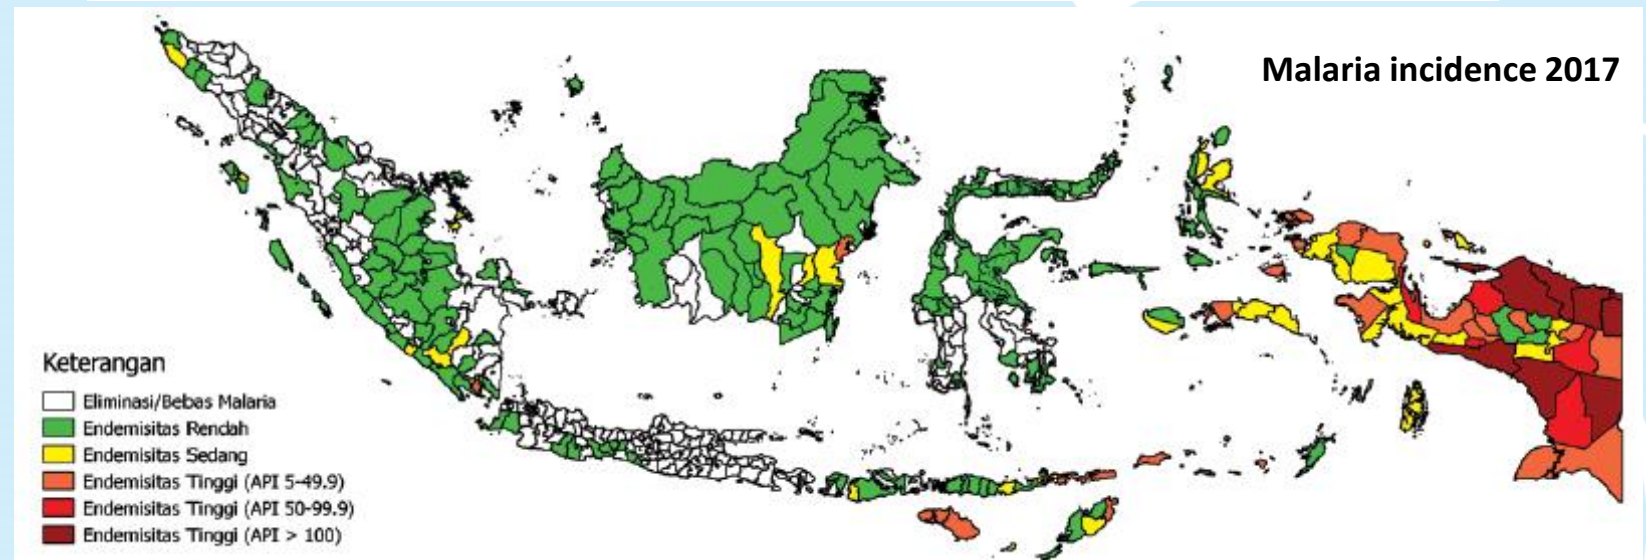 Malaria incidence 2017
Keterangan
Eliminasi/Bebas Malaria
Endemisitas Rendah
Endemisitas Sedang
Endemisitas Tinggi (API 5-49.9)
Endemisitas Tinggi (API 50-99.9)
Endemisitas Tinggi (API > 100)